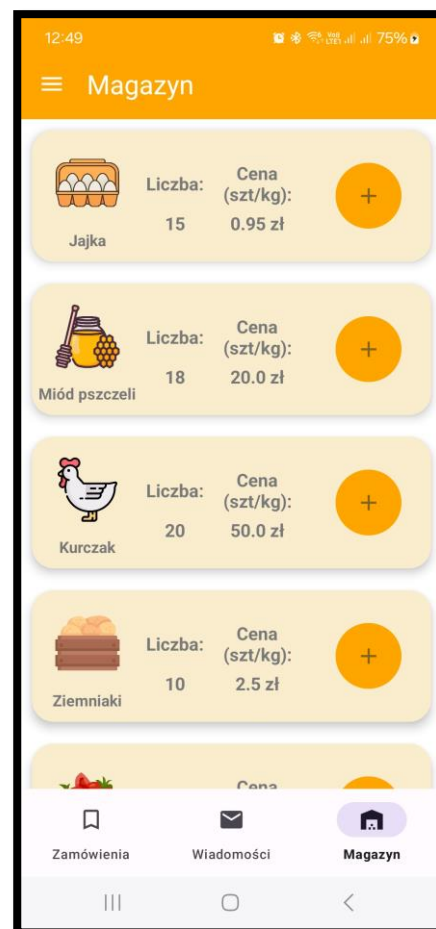 12:49
75%
Magazyn
Liczba:
Cena
(szt/kg):
15
0.95 zł
Jajka
Liczba:
Cena
(szt/kg):
18
20.0 zł
Miód pszczeli
Liczba:
Cena
(szt/kg):
20
50.0 zł
Kurczak
Liczba:
Cena
(szt/kg):
10
2.5 zł
Ziemniaki
Cena
Zamówienia
Wiadomości
Magazyn